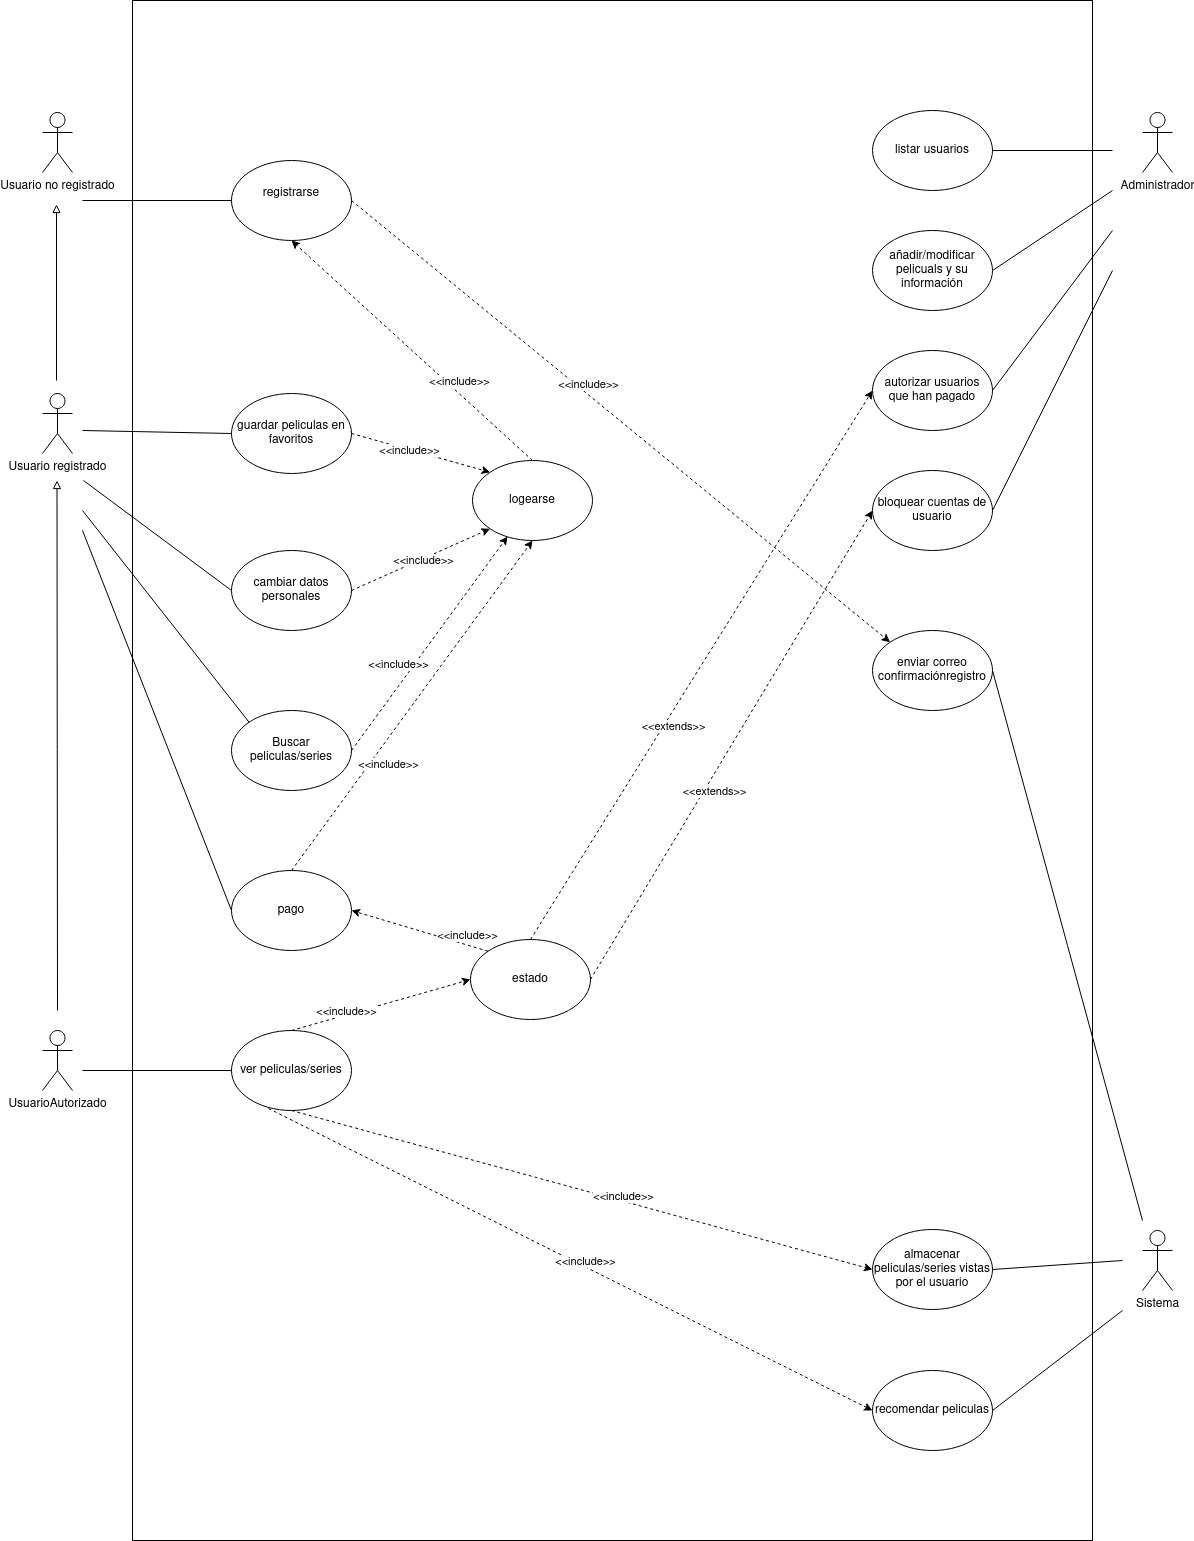 listar usuarios
Usuario no registrado
registrarse
Administrador
añadir/modificar
pelicuals y su
información
<<include>>
<<include>>
autorizar usuarios
que han pagado
guardar peliculas en
favoritos
<<include>>
Usuario registrado
logearse
bloquear cuentas de
usuario
<<include>>
cambiar datos
personales
<<include>>
enviar correo
confirmaciónregistro
<<extends>>
Buscar
peliculas/series
<<include>>
<<extends>>
pago
<<include>>
estado
<<include>>
ver peliculas/series
UsuarioAutorizado
<<include>>
<<include>>
almacenar
peliculas/series vistas
por el usuario
Sistema
recomendar peliculas